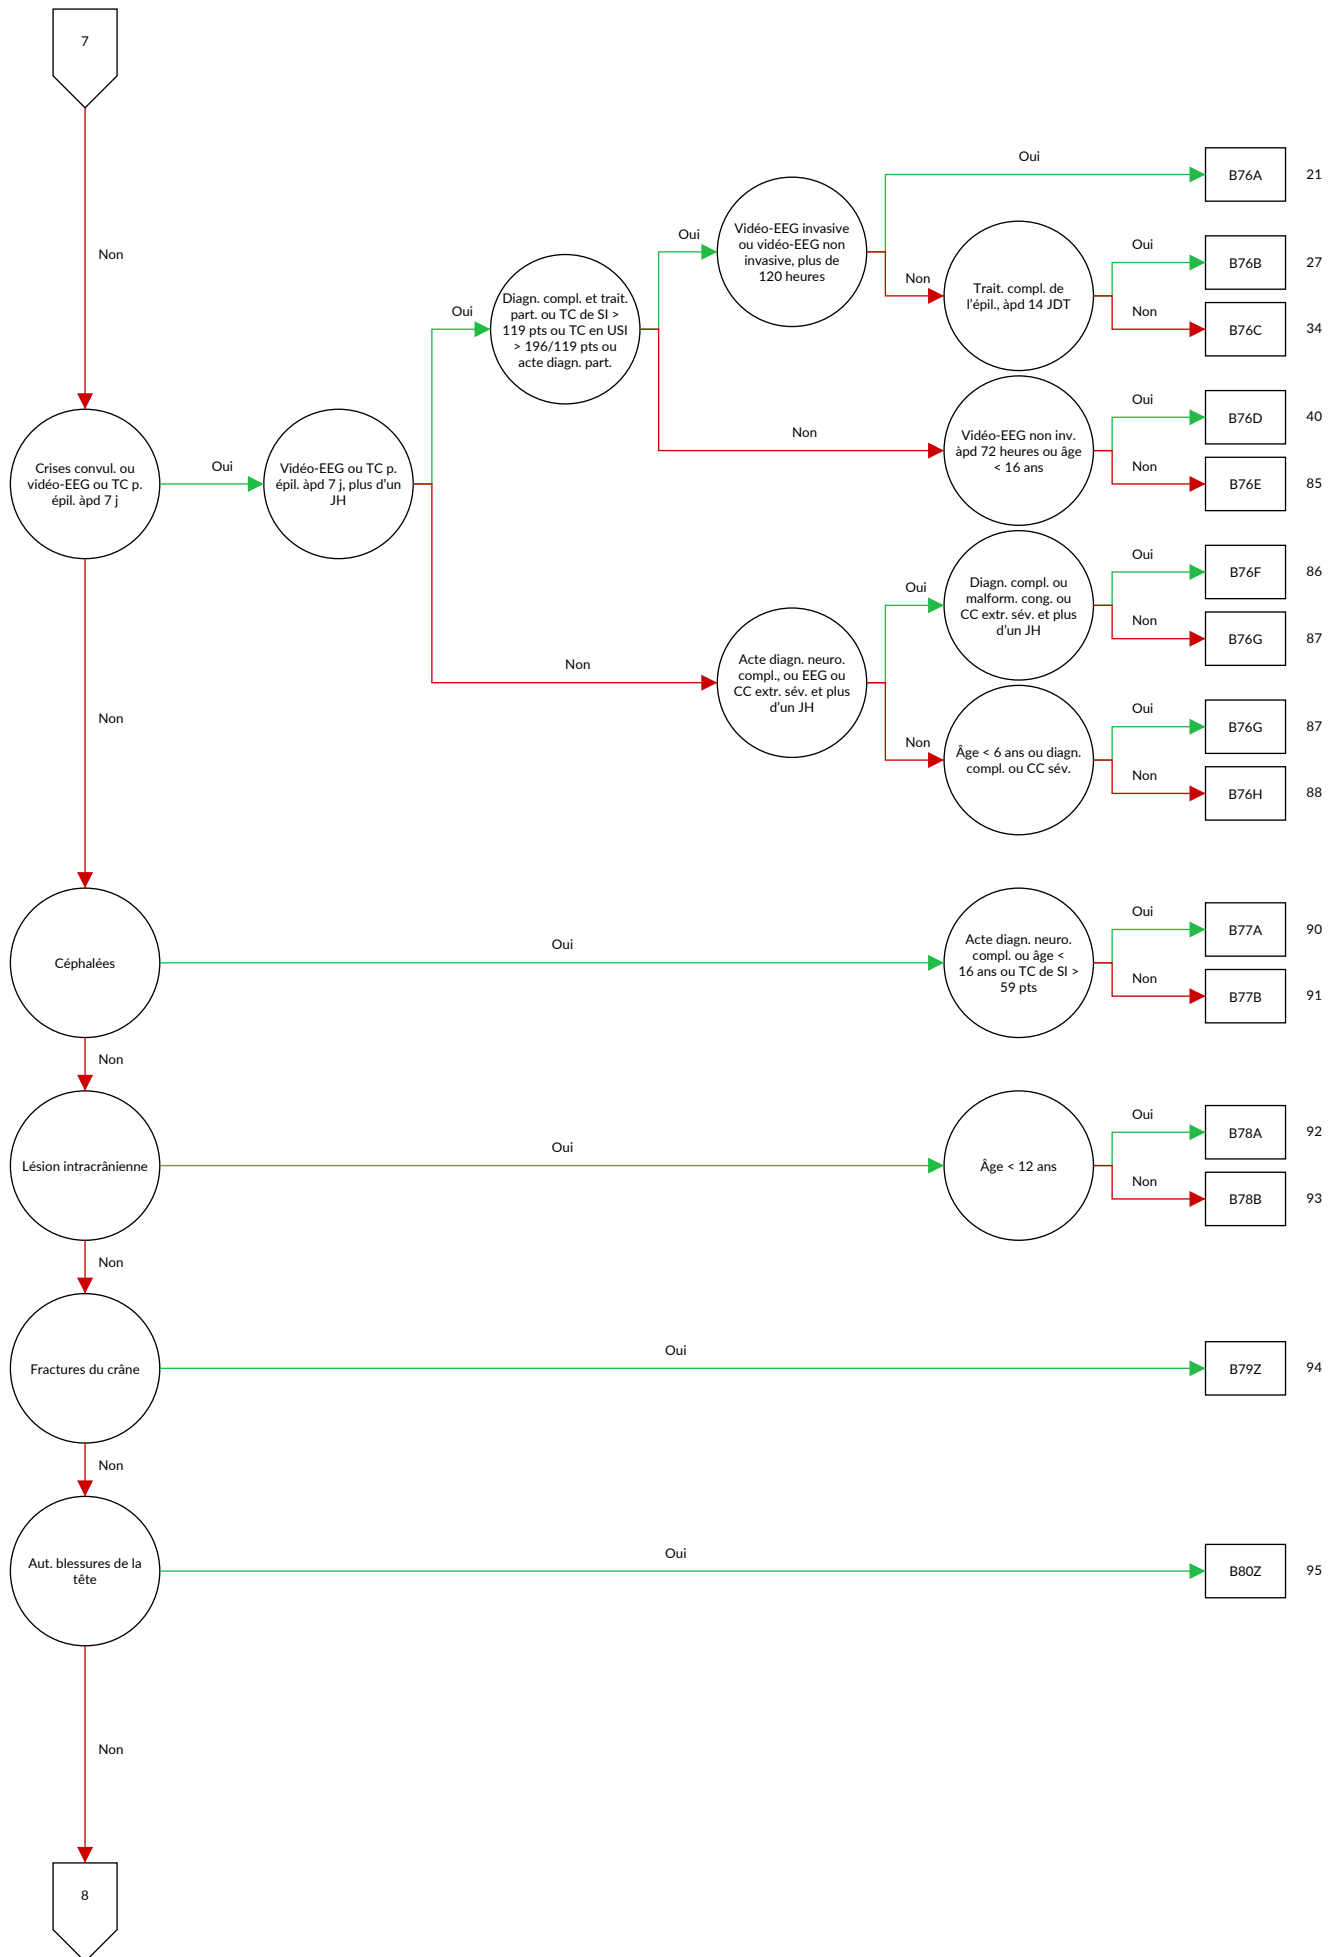 7
Non
Oui
B76A
21
Vidéo-EEG invasive
ou vidéo-EEG non
invasive, plus de
120 heures
Oui
Non
Trait. compl. de
l'épil., àpd 14 JDT
Oui
B76B
27
Non
B76C
34
Diagn. compl. et trait.
part. ou TC de SI >
119 pts ou TC en USI
> 196/119 pts ou
acte diagn. part.
Oui
Non
Vidéo-EEG non inv.
àpd 72 heures ou âge
< 16 ans
Oui
B76D
40
Non
B76E
85
Crises convul. ou
vidéo-EEG ou TC p.
épil. àpd 7 j
Oui
Vidéo-EEG ou TC p.
épil. àpd 7 j, plus d'un
JH
Non
Acte diagn. neuro.
compl., ou EEG ou
CC extr. sév. et plus
d'un JH
Oui
Diagn. compl. ou
malform. cong. ou
CC extr. sév. et plus
d'un JH
Oui
B76F
86
Non
B76G
87
Non
Âge < 6 ans ou diagn.
compl. ou CC sév.
Oui
B76G
87
Non
B76H
88
Non
Céphalées
Oui
Acte diagn. neuro.
compl. ou âge <
16 ans ou TC de SI >
59 pts
Oui
B77A
90
Non
B77B
91
Non
Lésion intracrânienne
Oui
Âge < 12 ans
Oui
B78A
92
Non
B78B
93
Non
Fractures du crâne
Oui
B79Z
94
Non
Aut. blessures de la
tête
Oui
B80Z
95
Non
8